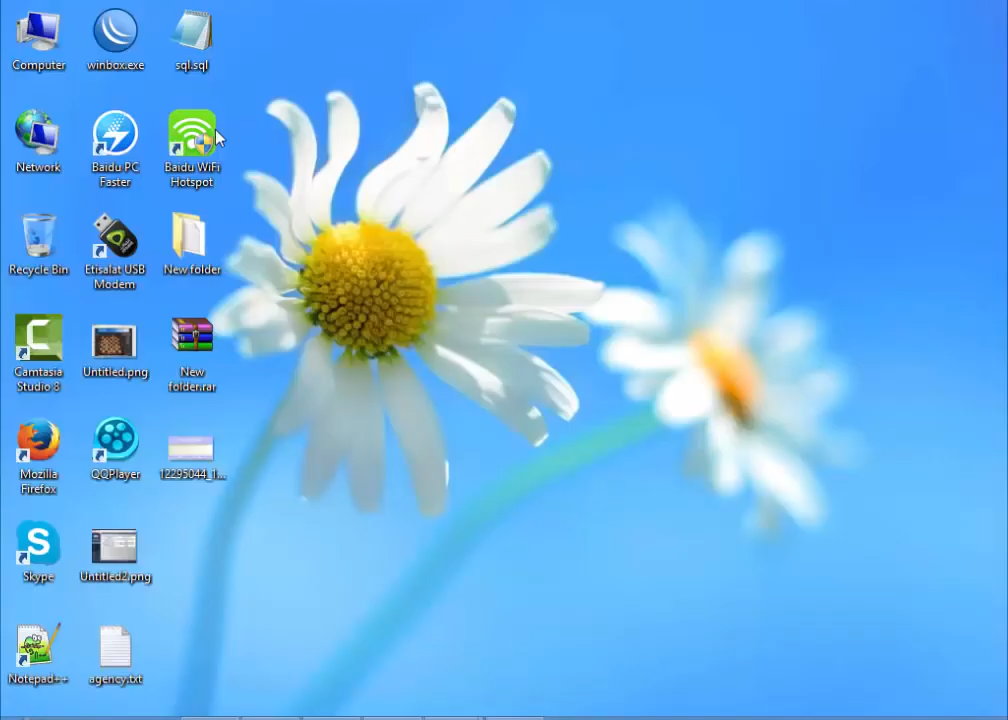 Computer
winbox.exe
sql.sql
Network
Baidu PC
Faster
Baidu WiFi
Hotspot
Recycle Bin
Etisalat USB
Modem
New folder
Camtasia
Studio 8
Untitled.png
New
folder.rar
Mozilla
Firefox
QQPlayer
12295044_1...
Skype
Untitled2.png
Notepad++
agency.txt